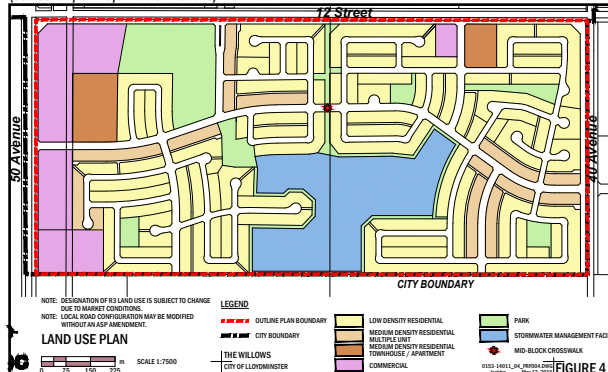 12 Street
50 Avenue
40 Avenue
CITY BOUNDARY
NOTE: DESIGNATION OF R3 LAND USE IS SUBJECT TO CHANGE
DUE TO MARKET CONDITIONS.
NOTE: LOCAL ROAD CONFIGURATION MAY BE MODIFIED
WITHOUT AN ASP AMENDMENT.
LAND USE PLAN
0 75 150 225 m
SCALE 1:7500
LEGEND
OUTLINE PLAN BOUNDARY
CITY BOUNDARY
THE WILLOWS
CITY OF LLOYDMINSTER
LOW DENSITY RESIDENTIAL
MEDIUM DENSITY RESIDENTIAL
MULTIPLE UNIT
MEDIUM DENSITY RESIDENTIAL
TOWNHOUSE / APARTMENT
COMMERCIAL
PARK
STORMWATER MANAGEMENT FACI
MID-BLOCK CROSSWALK
FIGURE 4